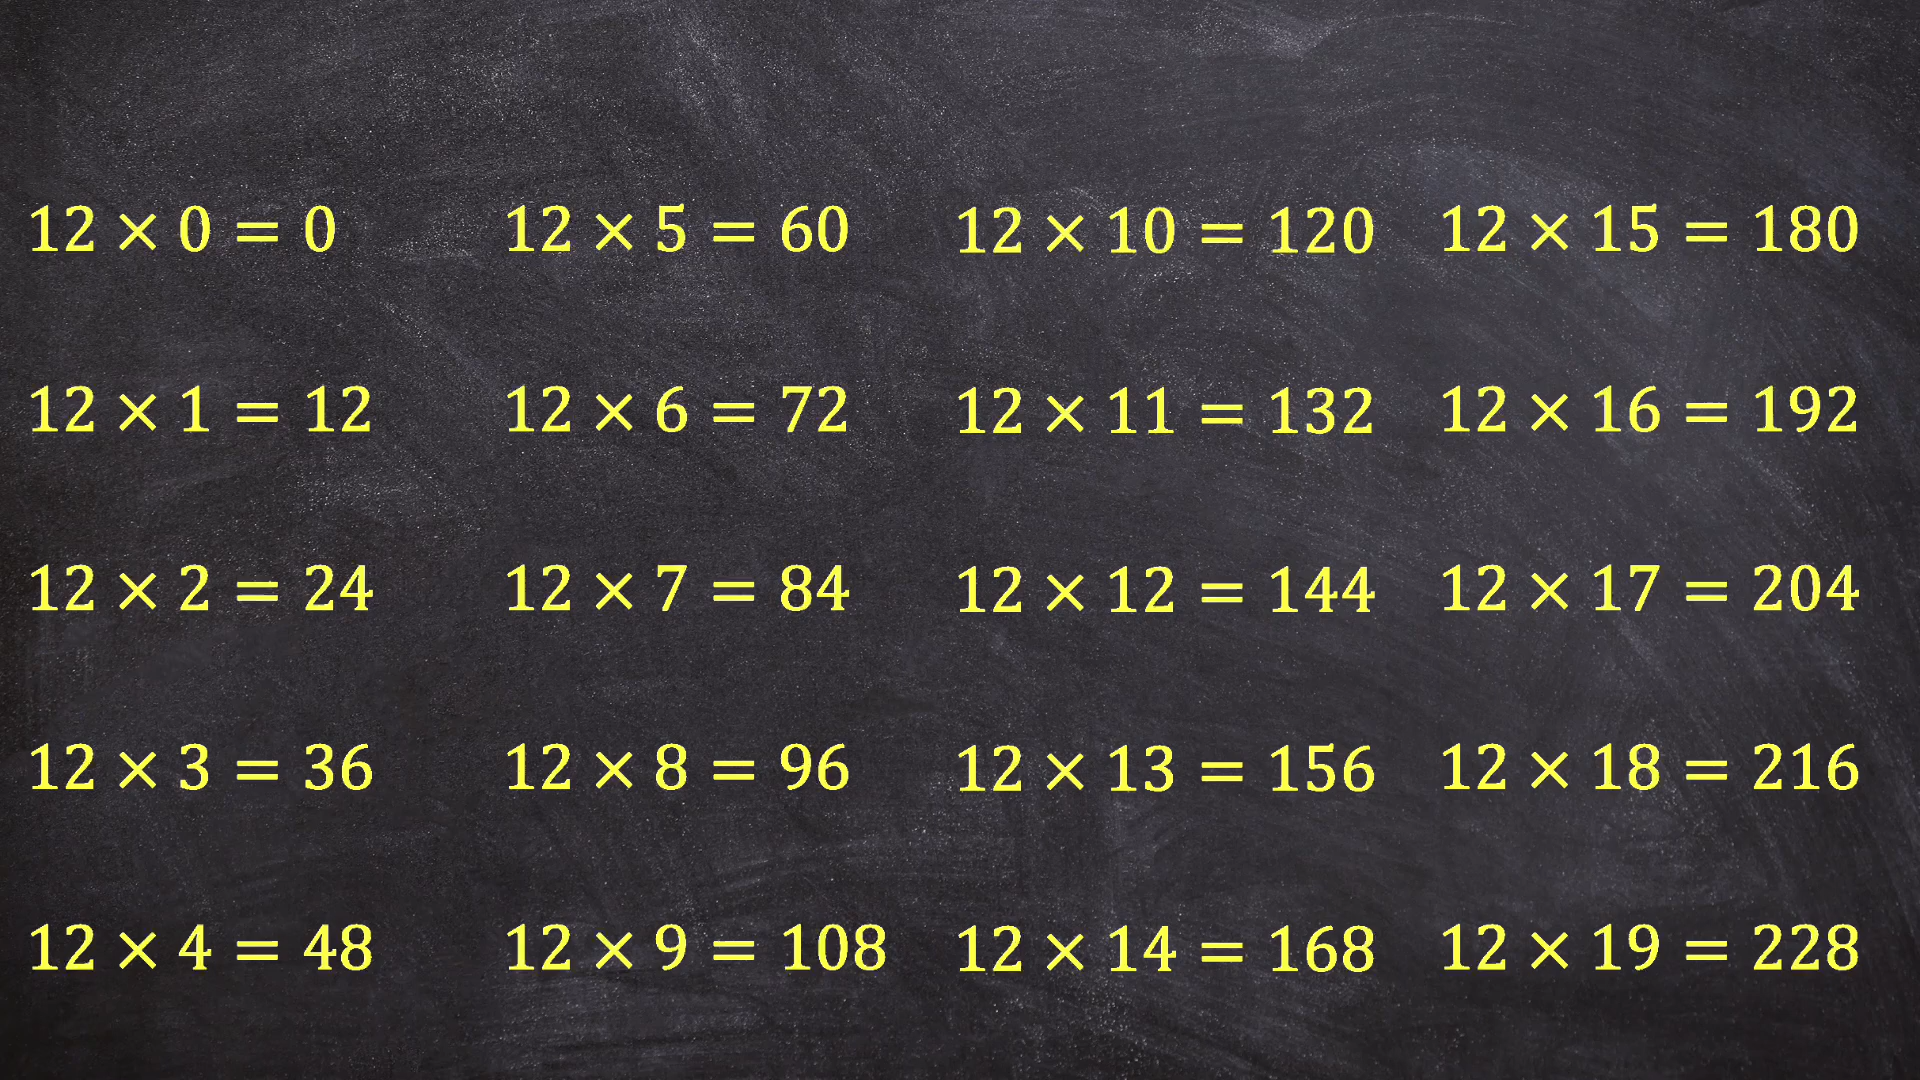 12 × 0 = 0
12 × 1 = 12
12 × 2 = 24
12 × 3 = 36
12 × 4 = 48
12 × 5 = 60
12 × 6 = 72
12 × 7 = 84
12 × 8 = 96
12 × 9 = 108
12 × 10 = 120
12 × 11 = 132
12 × 12 = 144
12 × 13 = 156
12 × 14 = 168
12 × 15 = 180
12 × 16 = 192
12 × 17 = 204
12 × 18 = 216
12 × 19 = 228